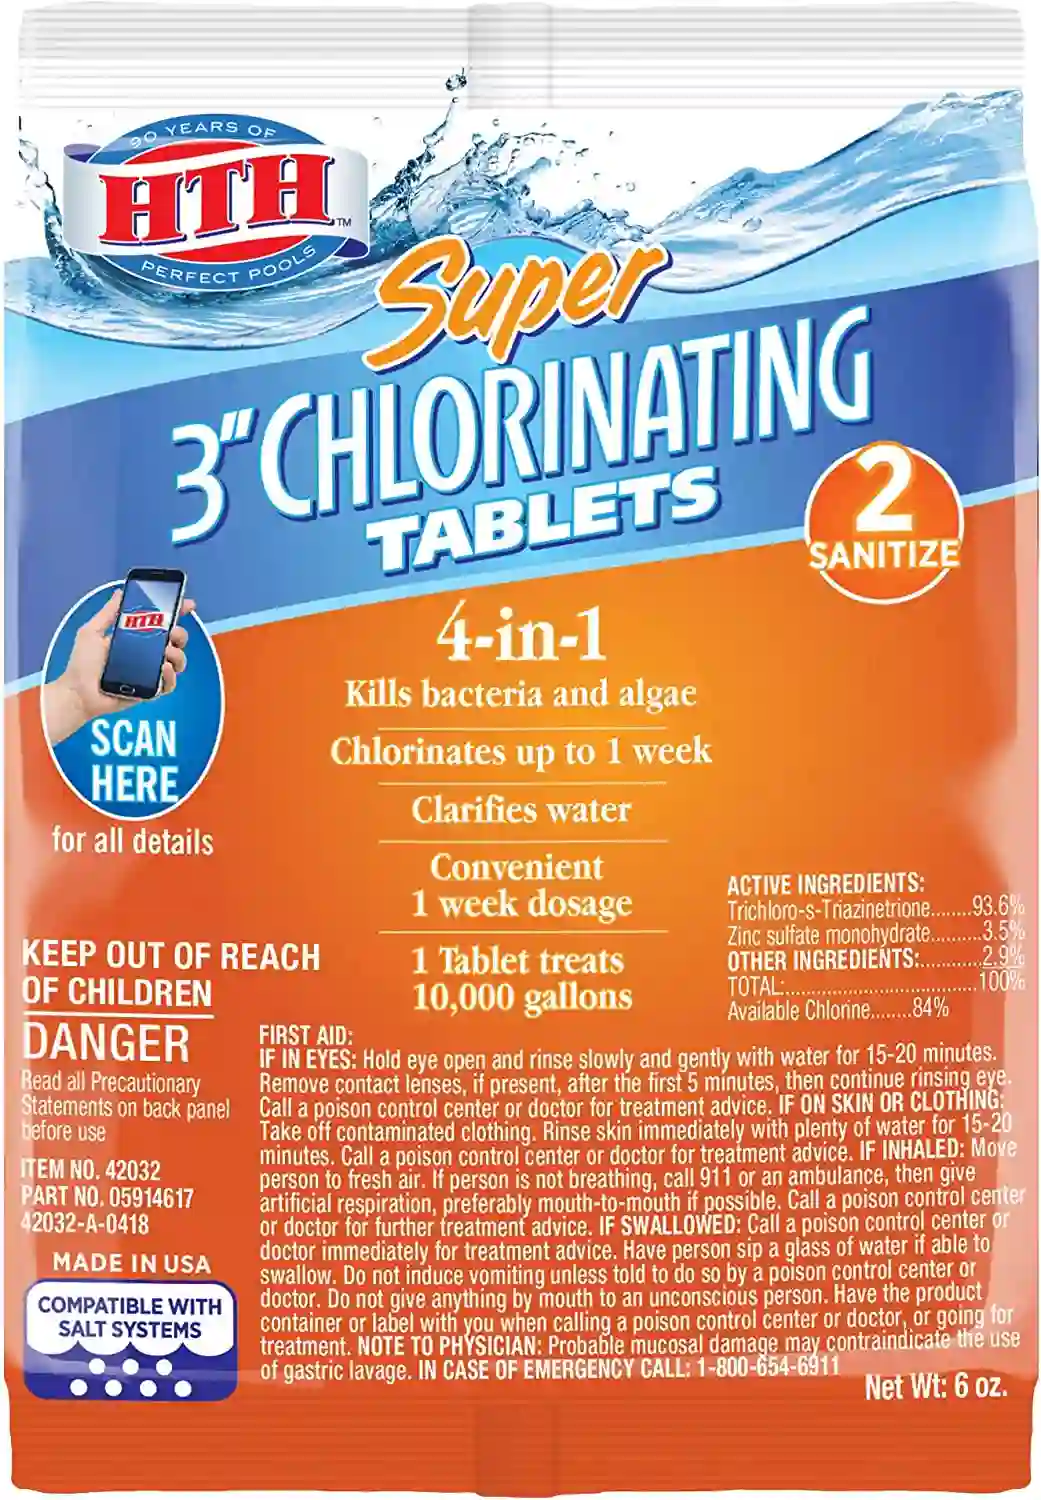 90 YEARS OF
HTH™
PERFECT POOLS
Super
3" CHLORINATING
TABLETS
2
SANITIZE
HTH
SCAN
HERE
for all details
4-in-1
Kills bacteria and algae
Chlorinates up to 1 week
Clarifies water
Convenient
1 week dosage
1 Tablet treats
10,000 gallons
ACTIVE INGREDIENTS:
Trichloro-s-Triazinetrione........93.6%
Zinc sulfate monohydrate..........3.5%
OTHER INGREDIENTS:............2.9%
TOTAL:....................................100%
Available Chlorine........84%
KEEP OUT OF REACH
OF CHILDREN
DANGER
Read all Precautionary
Statements on back panel
before use
ITEM NO. 42032
PART NO. 05914617
42032-A-0418
MADE IN USA
COMPATIBLE WITH
SALT SYSTEMS
FIRST AID:
IF IN EYES: Hold eye open and rinse slowly and gently with water for 15-20 minutes.
Remove contact lenses, if present, after the first 5 minutes, then continue rinsing eye.
Call a poison control center or doctor for treatment advice. IF ON SKIN OR CLOTHING:
Take off contaminated clothing. Rinse skin immediately with plenty of water for 15-20
minutes. Call a poison control center or doctor for treatment advice. IF INHALED: Move
person to fresh air. If person is not breathing, call 911 or an ambulance, then give
artificial respiration, preferably mouth-to-mouth if possible. Call a poison control center
or doctor for further treatment advice. IF SWALLOWED: Call a poison control center or
doctor immediately for treatment advice. Have person sip a glass of water if able to
swallow. Do not induce vomiting unless told to do so by a poison control center or
doctor. Do not give anything by mouth to an unconscious person. Have the product
container or label with you when calling a poison control center or doctor, or going for
treatment. NOTE TO PHYSICIAN: Probable mucosal damage may contraindicate the use
of gastric lavage. IN CASE OF EMERGENCY CALL: 1-800-654-6911
Net Wt: 6 oz.